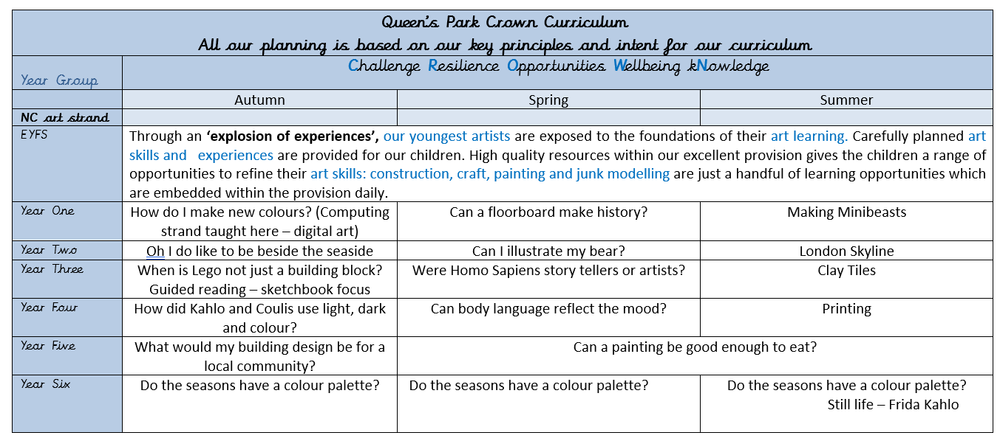 Queen's Park Crown Curriculum
All our planning is based on our key principles and intent for our curriculum
Year Group
Challenge Resilience Opportunities Wellbeing kNowledge
Autumn Spring Summer
NC art strand
EYFS
Through an ‘explosion of experiences’, our youngest artists are exposed to the foundations of their art learning. Carefully planned art
skills and experiences are provided for our children. High quality resources within our excellent provision gives the children a range of
opportunities to refine their art skills: construction, craft, painting and junk modelling are just a handful of learning opportunities which
are embedded within the provision daily.
Year One
How do I make new colours? (Computing
strand taught here – digital art)
Can a floorboard make history?
Making Minibeasts
Year Two
Oh I do like to be beside the seaside
Can I illustrate my bear?
London Skyline
Year Three
When is Lego not just a building block?
Guided reading – sketchbook focus
Were Homo Sapiens story tellers or artists?
Clay Tiles
Year Four
How did Kahlo and Coulis use light, dark
and colour?
Can body language reflect the mood?
Printing
Year Five
What would my building design be for a
local community?
Can a painting be good enough to eat?
Year Six
Do the seasons have a colour palette?
Do the seasons have a colour palette?
Do the seasons have a colour palette?
Still life – Frida Kahlo